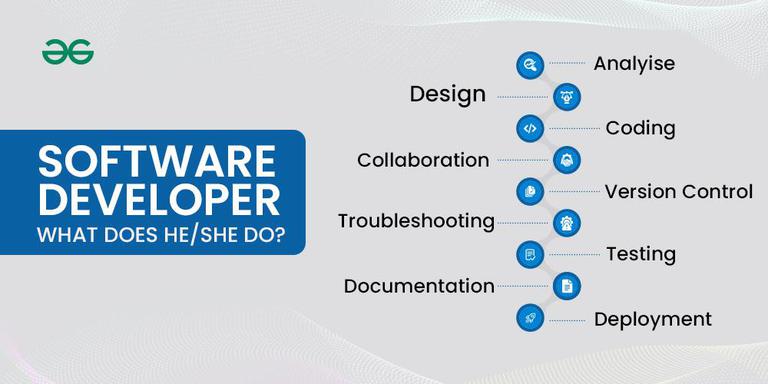 SOFTWARE
DEVELOPER
WHAT DOES HE/SHE DO?
Analyise
Design
Coding
Collaboration
Version Control
Troubleshooting
Testing
Documentation
Deployment